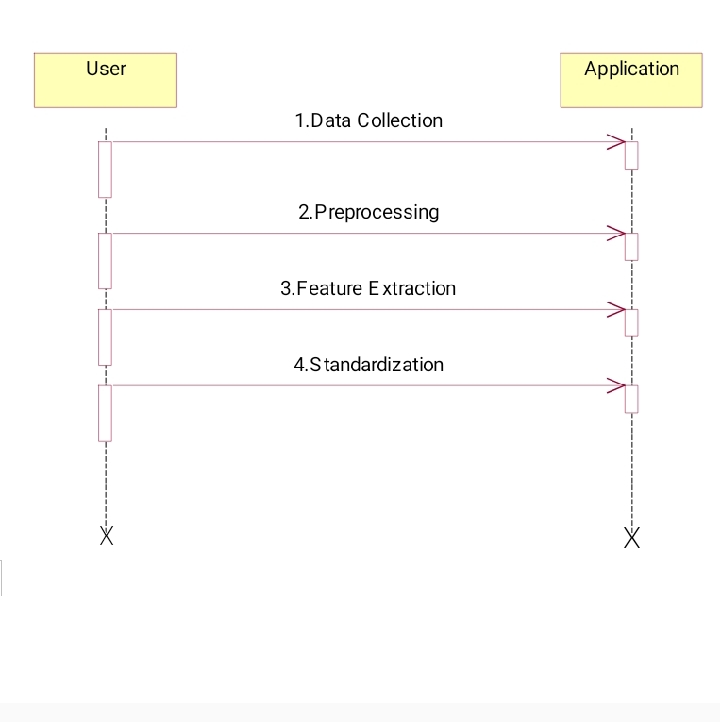 User
Application
1.Data Collection
2.Preprocessing
3.Feature Extraction
4.Standardization
X
X